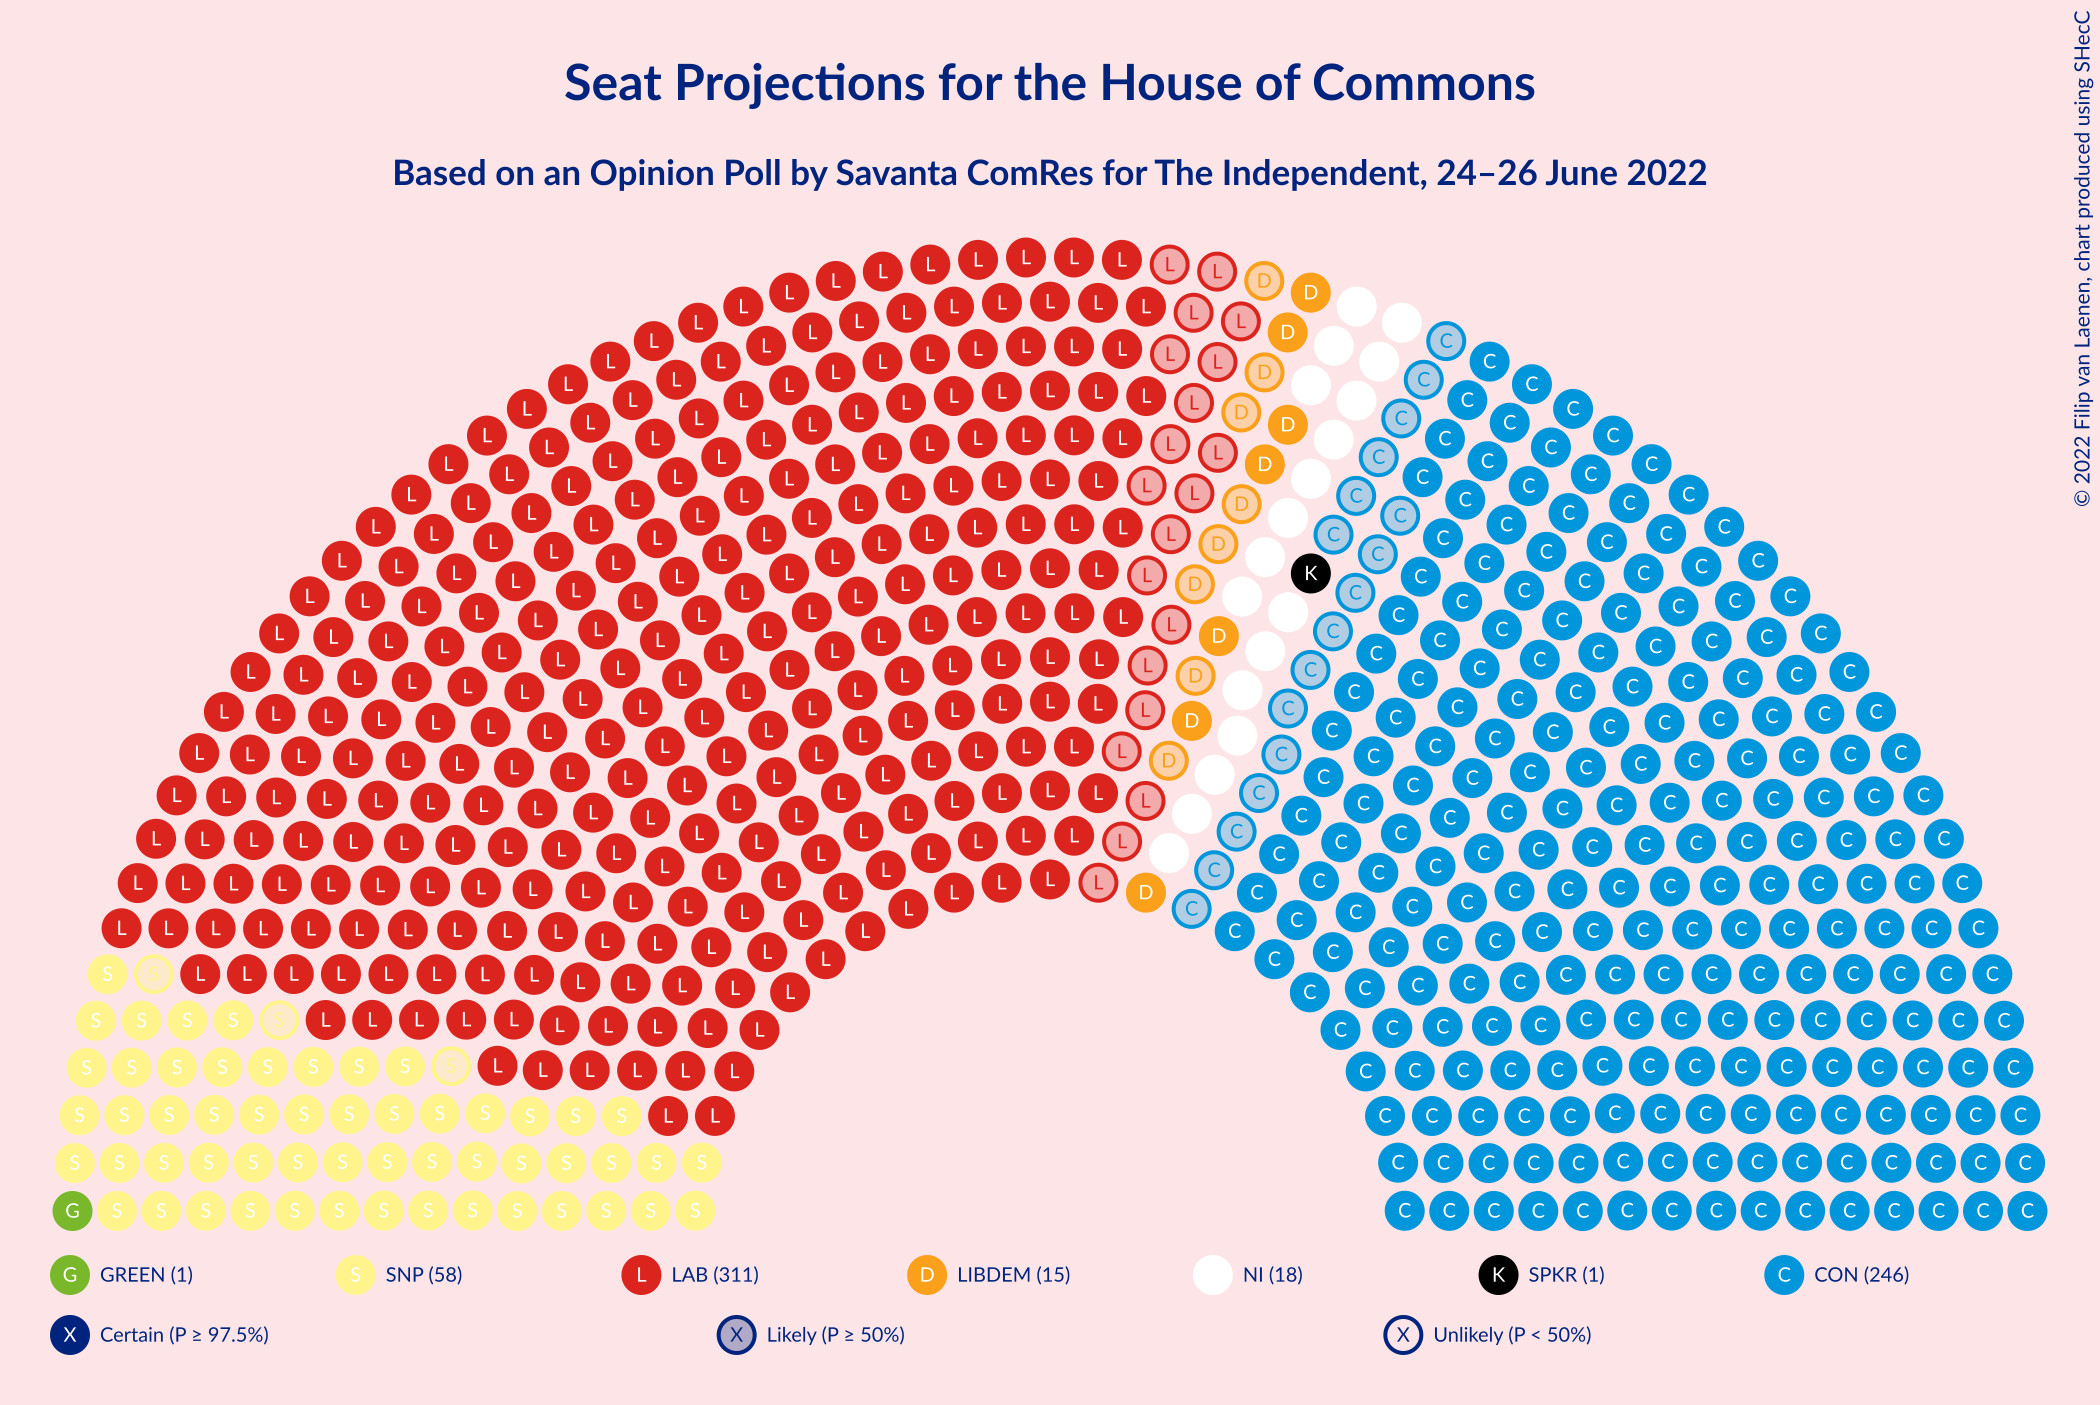 Seat Projections for the House of Commons
Based on an Opinion Poll by Savanta ComRes for The Independent, 24–26 June 2022
© 2022 Filip van Laenen, chart produced using SHecC
G GREEN (1) S SNP (58) L LAB (311) D LIBDEM (15) NI (18) K SPKR (1) C CON (246)
X Certain (P ≥ 97.5%) X Likely (P ≥ 50%) X Unlikely (P < 50%)